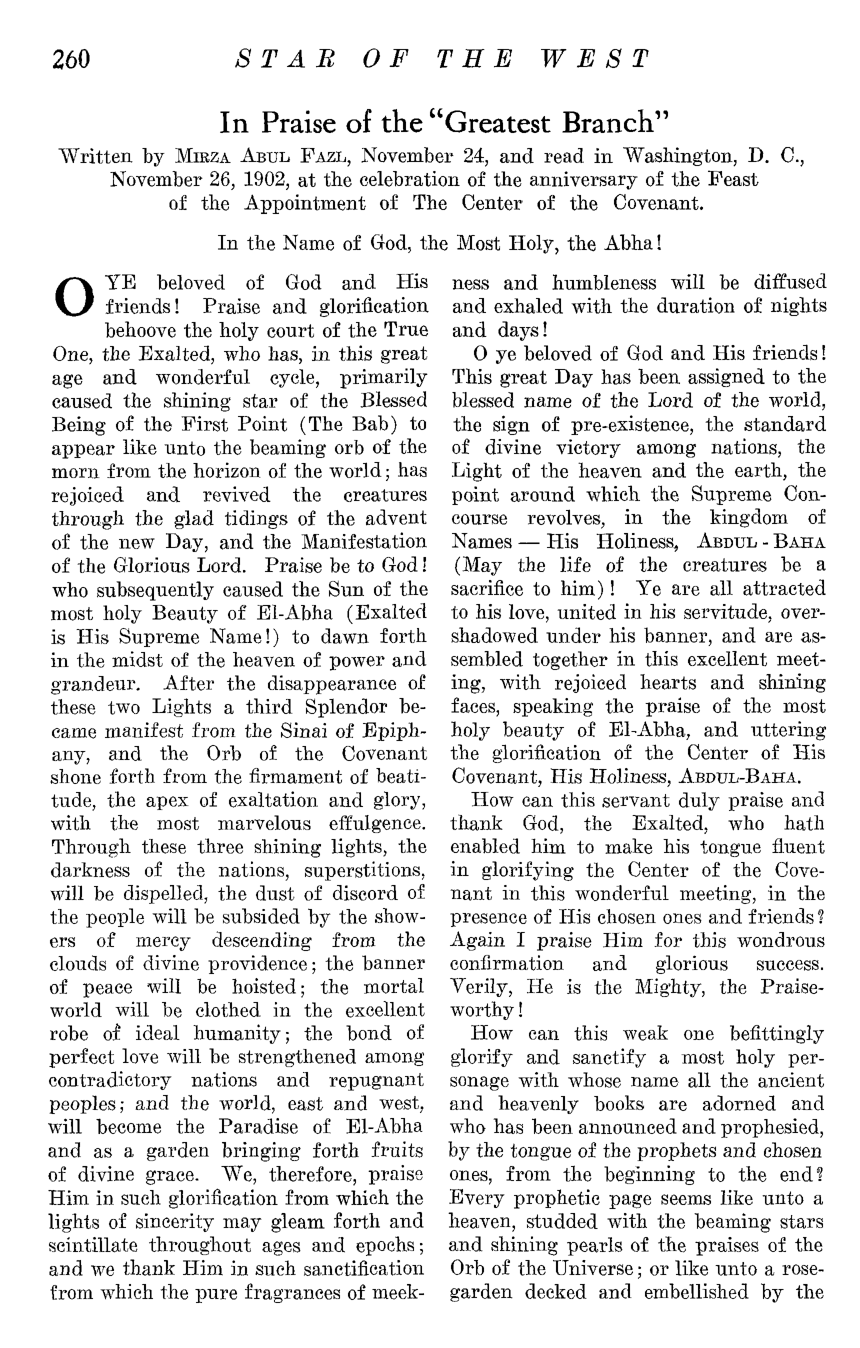 260 STAR OF THE WEST
In Praise of the “Greatest Branch”
Written by MIRZA ABUL FAZL, November 24, and read in Washington, D. C.,
November 26, 1902, at the celebration of the anniversary of the Feast
of the Appointment of The Center of the Covenant.
In the Name of God, the Most Holy, the Abha!
O YE beloved of God and His
friends! Praise and glorification
behoove the holy court of the True
One, the Exalted, who has, in this great
age and wonderful cycle, primarily
caused the shining star of the Blessed
Being of the First Point (The Bab) to
appear like unto the beaming orb of the
morn from the horizon of the world; has
rejoiced and revived the creatures
through the glad tidings of the advent
of the new Day, and the Manifestation
of the Glorious Lord. Praise be to God!
who subsequently caused the Sun of the
most holy Beauty of El-Abha (Exalted
is His Supreme Name!) to dawn forth
in the midst of the heaven of power and
grandeur. After the disappearance of
these two Lights a third Splendor be-
came manifest from the Sinai of Epiph-
any, and the Orb of the Covenant
shone forth from the firmament of beati-
tude, the apex of exaltation and glory,
with the most marvelous effulgence.
Through these three shining lights, the
darkness of the nations, superstitions,
will be dispelled, the dust of discord of
the people will be subsided by the show-
ers of mercy descending from the
clouds of divine providence; the banner
of peace will be hoisted; the mortal
world will be clothed in the excellent
robe of ideal humanity; the bond of
perfect love will be strengthened among
contradictory nations and repugnant
peoples; and the world, east and west,
will become the Paradise of El-Abha
and as a garden bringing forth fruits
of divine grace. We, therefore, praise
Him in such glorification from which the
lights of sincerity may gleam forth and
scintillate throughout ages and epochs;
and we thank Him in such sanctification
from which the pure fragrances of meek-
ness and humbleness will be diffused
and exhaled with the duration of nights
and days!
O ye beloved of God and His friends!
This great Day has been assigned to the
blessed name of the Lord of the world,
the sign of pre-existence, the standard
of divine victory among nations, the
Light of the heaven and the earth, the
point around which the Supreme Con-
course revolves, in the kingdom of
Names — His Holiness, ABDUL-BAHA
(May the life of the creatures be a
sacrifice to him)! Ye are all attracted
to his love, united in his servitude, over-
shadowed under his banner, and are as-
sembled together in this excellent meet-
ing, with rejoiced hearts and shining
faces, speaking the praise of the most
holy beauty of El-Abha, and uttering
the glorification of the Center of His
Covenant, His Holiness, ABDUL-BAHA.
How can this servant duly praise and
thank God, the Exalted, who hath
enabled him to make his tongue fluent
in glorifying the Center of the Cove-
nant in this wonderful meeting, in the
presence of His chosen ones and friends?
Again I praise Him for this wondrous
confirmation and glorious success.
Verily, He is the Mighty, the Praise-
worthy!
How can this weak one befittingly
glorify and sanctify a most holy per-
sonage with whose name all the ancient
and heavenly books are adorned and
who has been announced and prophesied,
by the tongue of the prophets and chosen
ones, from the beginning to the end?
Every prophetic page seems like unto a
heaven, studded with the beaming stars
and shining pearls of the praises of the
Orb of the Universe; or like unto a rose-
garden decked and embellished by the